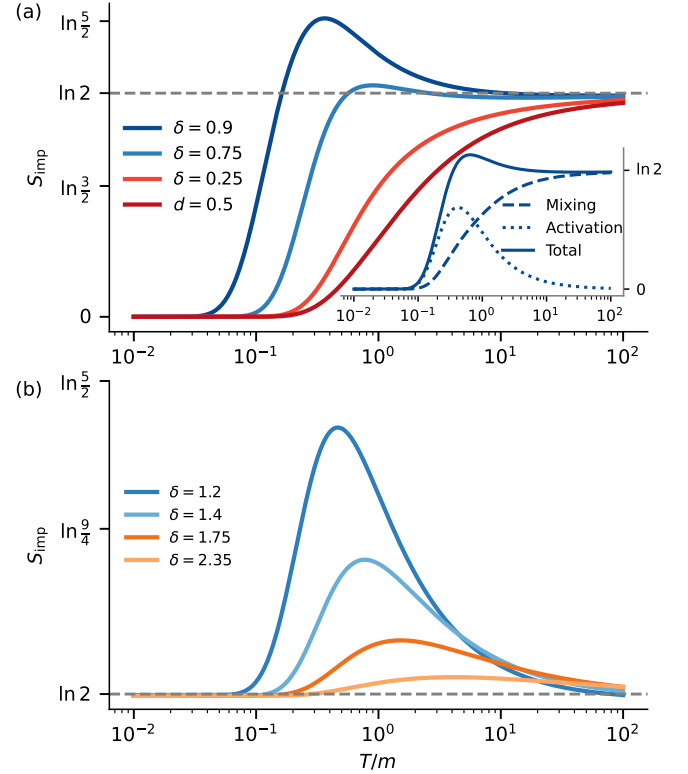 (a)
ln 5/2
ln 2
ln 3/2
0
S_imp
δ = 0.9
δ = 0.75
δ = 0.25
d = 0.5
ln 2
0
Mixing
Activation
Total
10^−2 10^−1 10^0 10^1 10^2
10^−2 10^−1 10^0 10^1 10^2
(b)
ln 5/2
ln 9/4
ln 2
S_imp
δ = 1.2
δ = 1.4
δ = 1.75
δ = 2.35
10^−2 10^−1 10^0 10^1 10^2
T/m